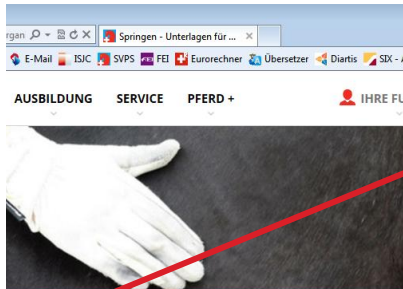 rgan
Springen - Unterlagen für ...
E-Mail ISJC SVPS FEI FEI Eurorechner Übersetzer Diartis SIX -
AUSBILDUNG SERVICE PFERD + IHRE FU